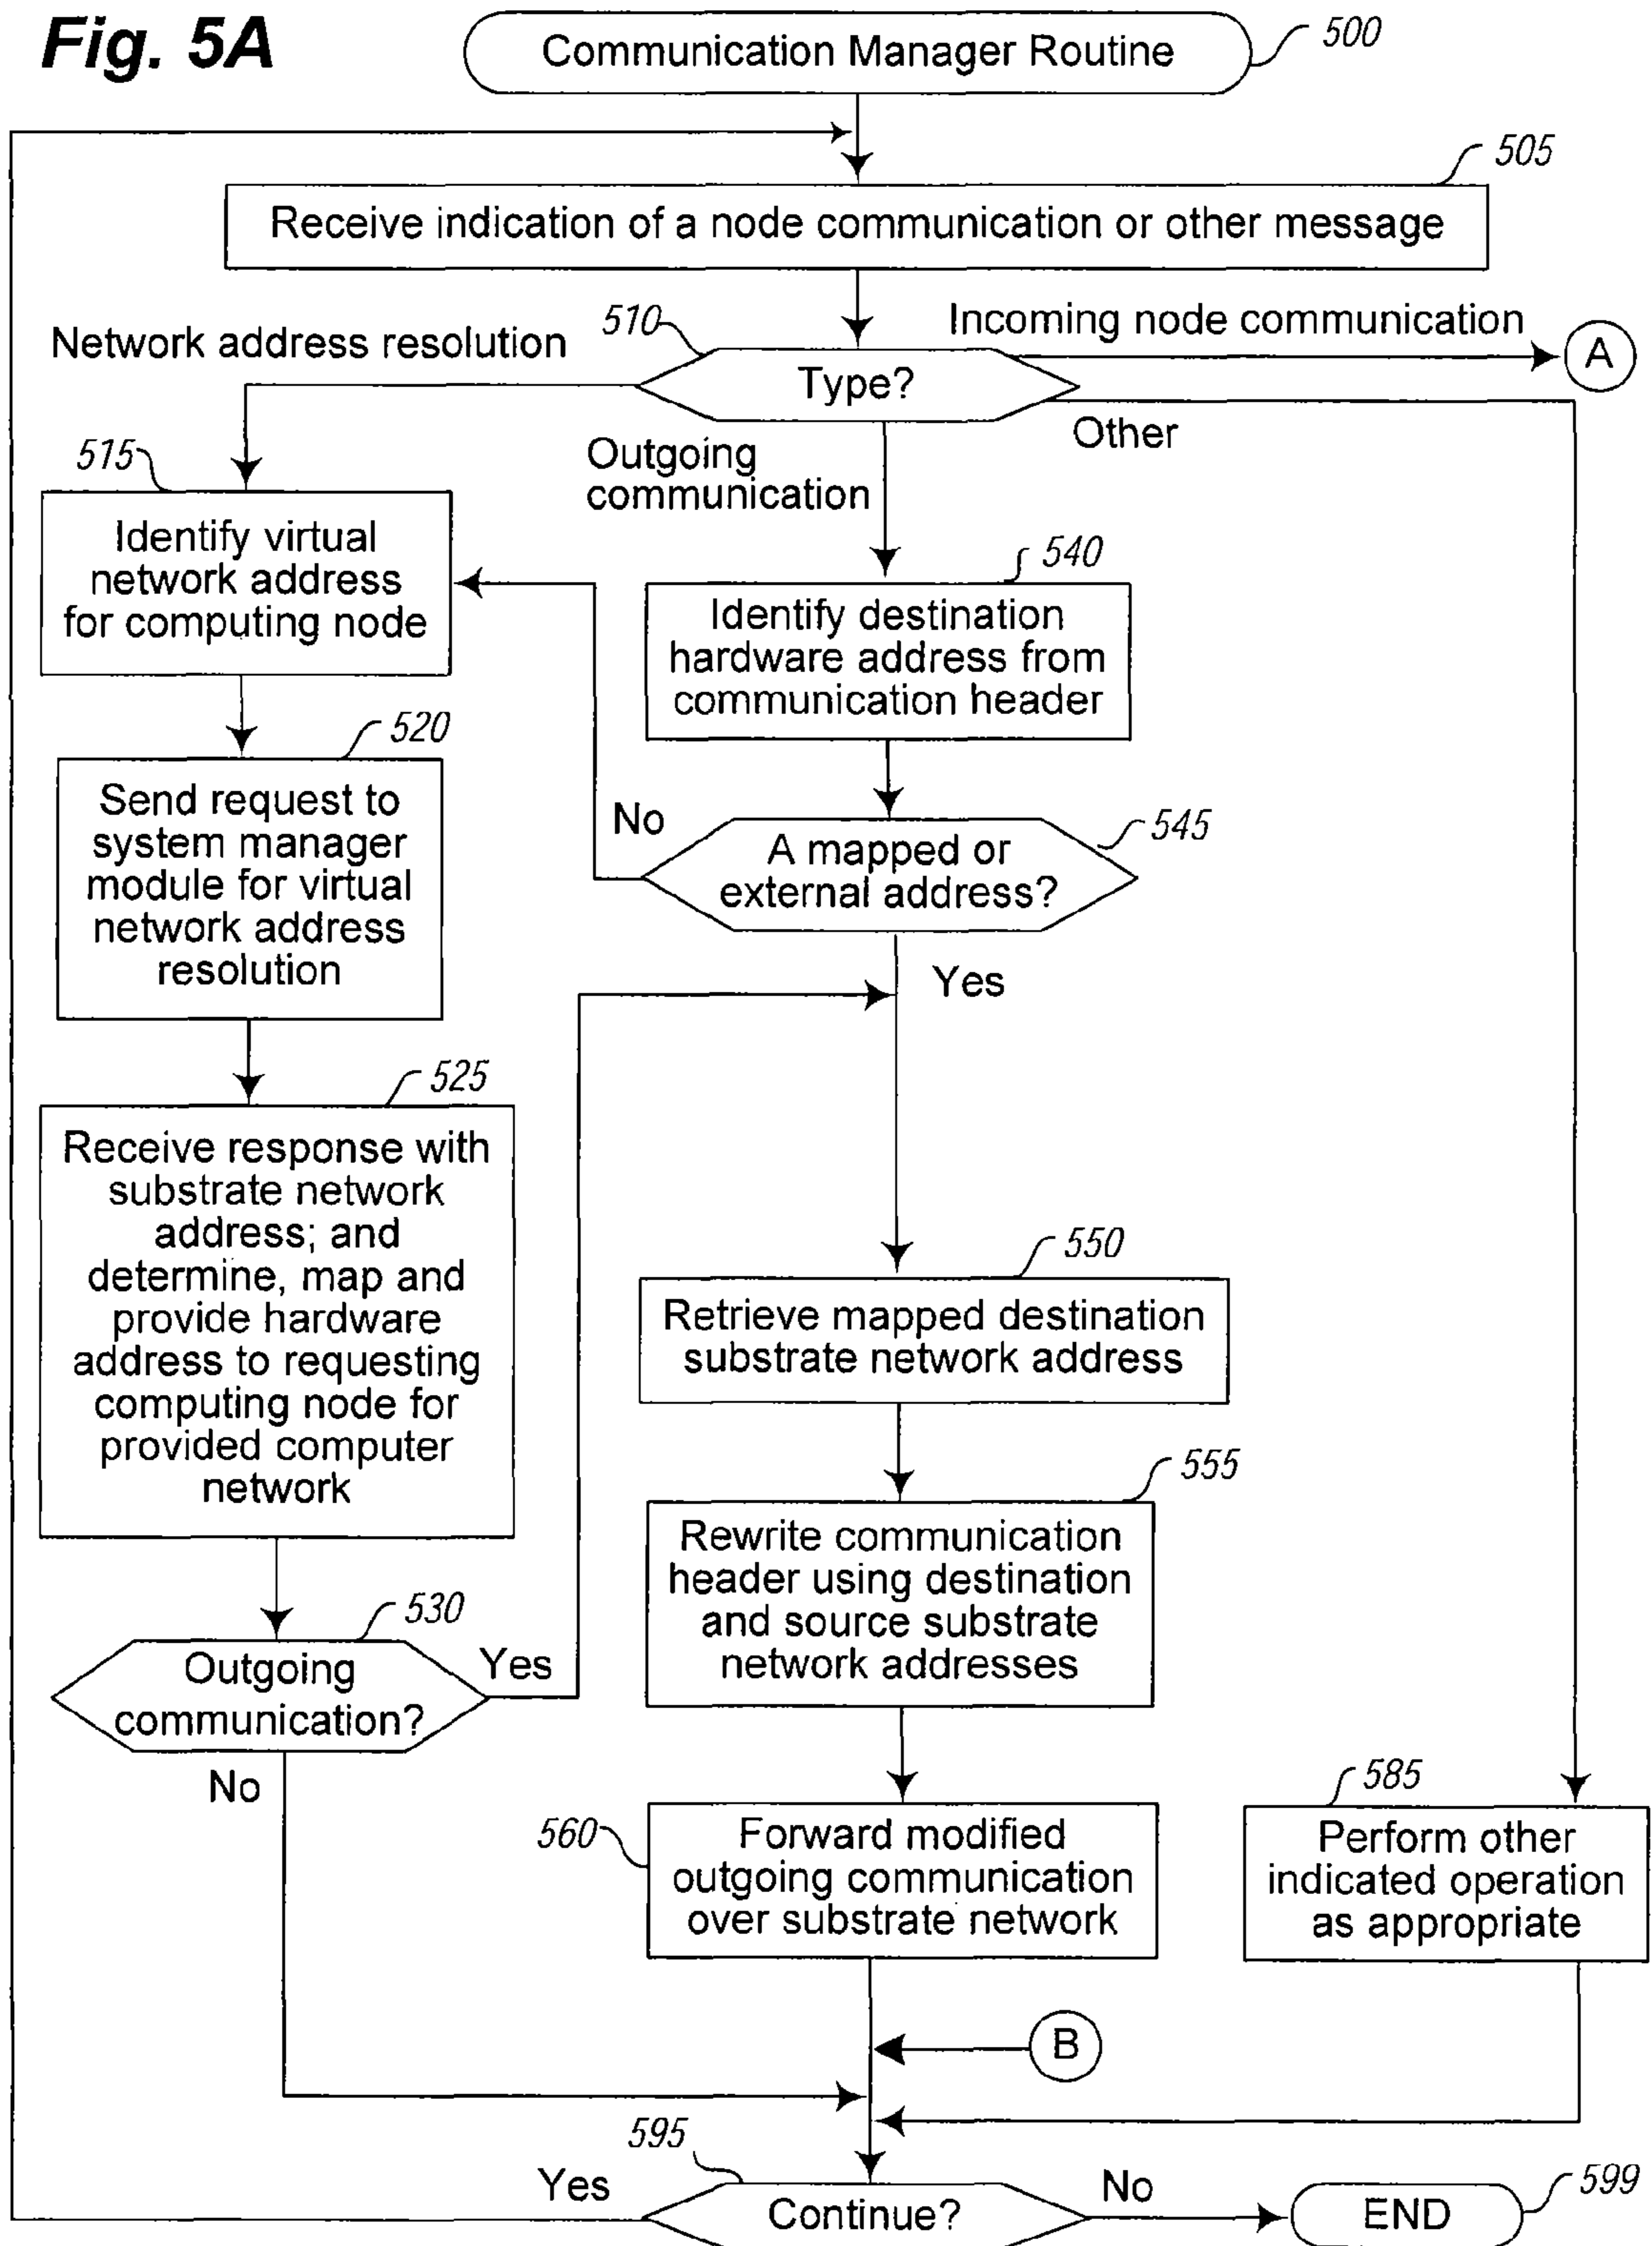 Fig. 5A
Communication Manager Routine
500
505
Receive indication of a node communication or other message
Network address resolution
510
Incoming node communication
A
Type?
Other
Outgoing
communication
515
Identify virtual
network address
for computing node
540
Identify destination
hardware address from
communication header
520
Send request to
system manager
module for virtual
network address
resolution
No
545
A mapped or
external address?
Yes
525
Receive response with
substrate network
address; and
determine, map and
provide hardware
address to requesting
computing node for
provided computer
network
550
Retrieve mapped destination
substrate network address
555
Rewrite communication
header using destination
and source substrate
network addresses
530
Outgoing
communication?
Yes
No
560
Forward modified
outgoing communication
over substrate network
585
Perform other
indicated operation
as appropriate
B
595
Yes
Continue?
No
END
599